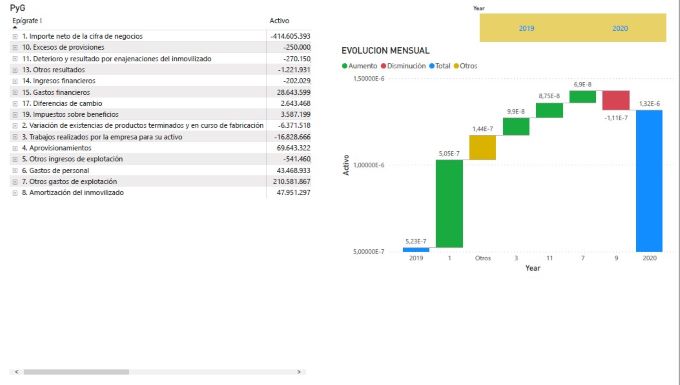 PyG
Epígrafe I Activo
1. Importe neto de la cifra de negocios -414.605.393
10. Excesos de provisiones -250.000
11. Deterioro y resultado por enajenaciones del inmovilizado -270.150
13. Otros resultados -1.221.931
14. Ingresos financieros -202.029
15. Gastos financieros 28.643.599
17. Diferencias de cambio 2.643.468
19. Impuestos sobre beneficios 3.587.199
2. Variación de existencias de productos terminados y en curso de fabricación -6.371.518
3. Trabajos realizados por la empresa para su activo -16.828.666
4. Aprovisionamientos 69.643.322
5. Otros ingresos de explotación -541.460
6. Gastos de personal 43.468.933
7. Otros gastos de explotación 210.581.867
8. Amortización del inmovilizado 47.951.297
Year
2019 2020
EVOLUCION MENSUAL
Aumento Disminución Total Otros
1,50000E-6
1,00000E-6
5,00000E-7
Activo
5,23E-7
5,05E-7
1,44E-7
9,9E-8
8,75E-8
6,9E-8
-1,11E-7
1,32E-6
2019 1 Otros 3 11 7 9 2020
Year